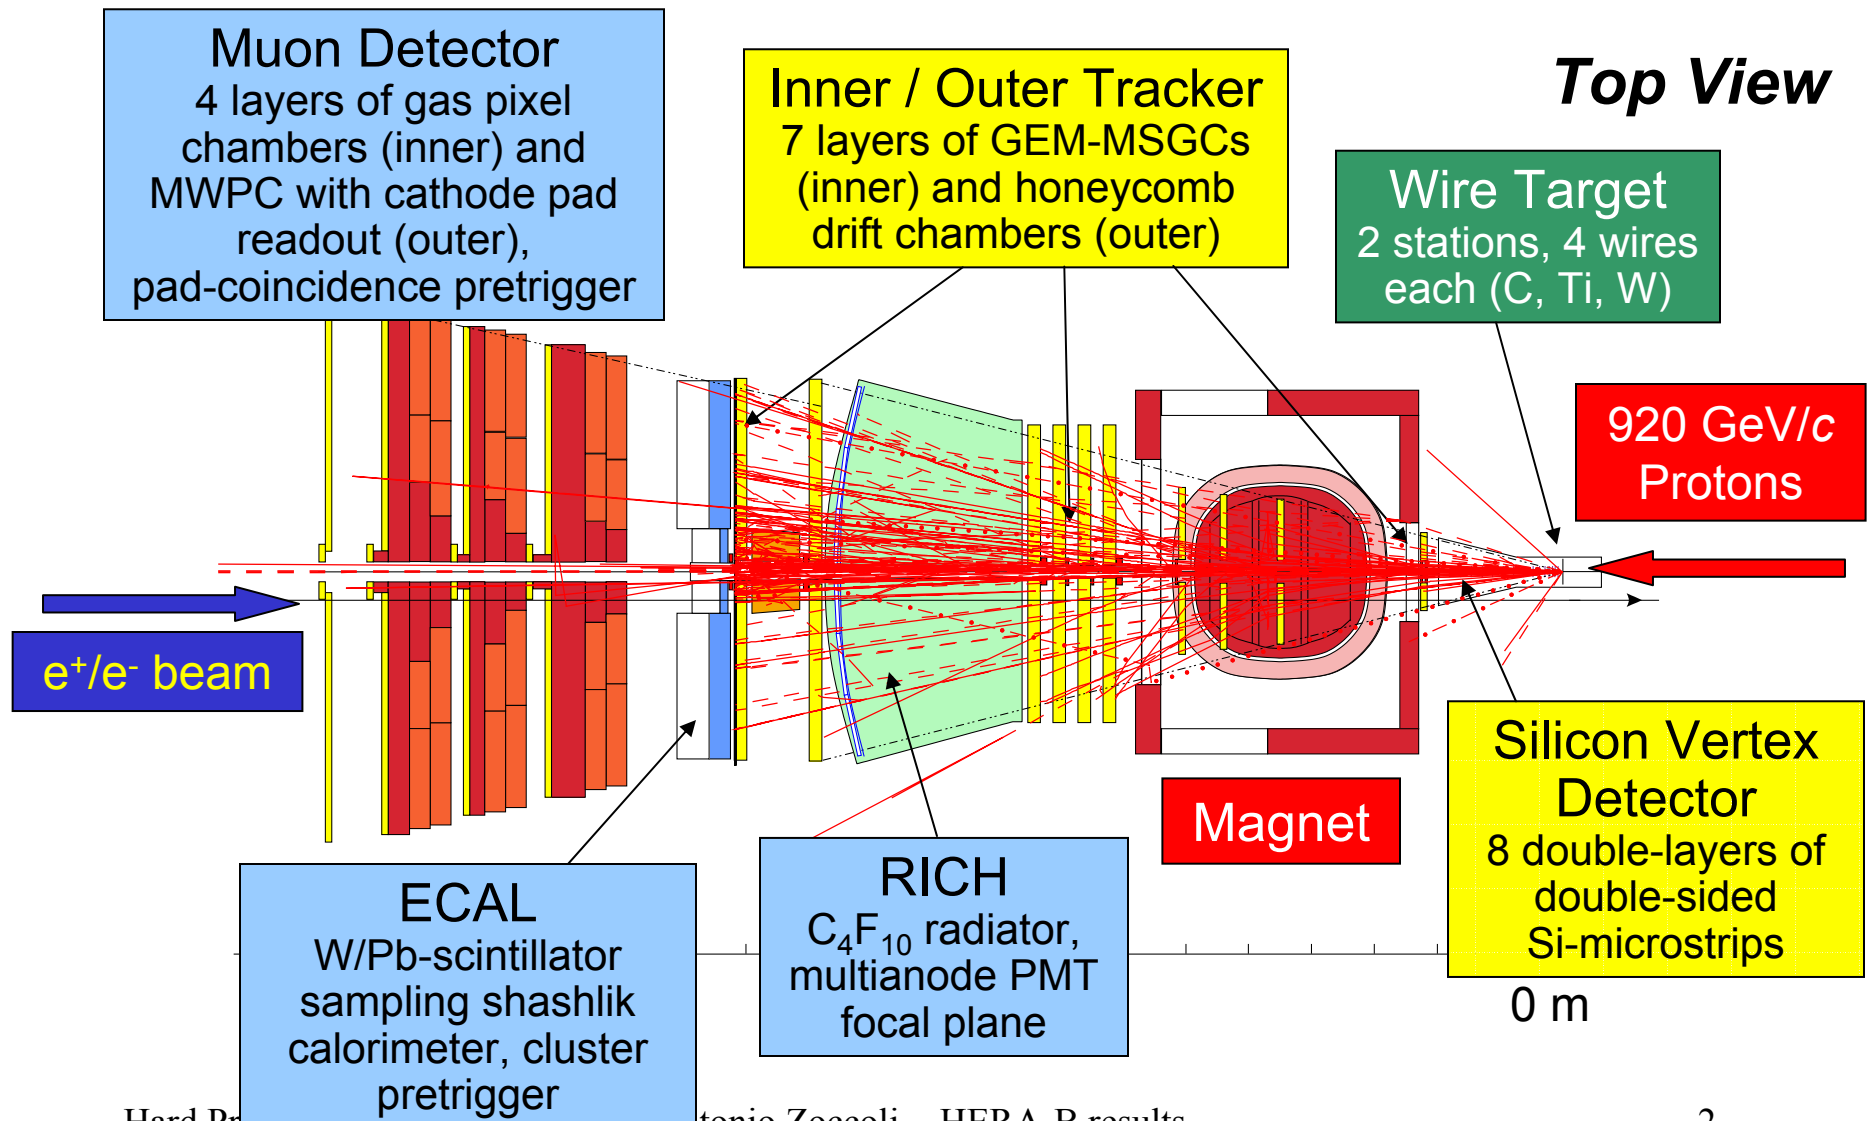 Muon Detector
4 layers of gas pixel
chambers (inner) and
MWPC with cathode pad
readout (outer),
pad-coincidence pretrigger
Inner / Outer Tracker
7 layers of GEM-MSGCs
(inner) and honeycomb
drift chambers (outer)
Top View
Wire Target
2 stations, 4 wires
each (C, Ti, W)
920 GeV/c
Protons
e⁺/e⁻ beam
Magnet
Silicon Vertex
Detector
8 double-layers of
double-sided
Si-microstrips
0 m
RICH
C₄F₁₀ radiator,
multianode PMT
focal plane
ECAL
W/Pb-scintillator
sampling shashlik
calorimeter, cluster
pretrigger
Hard Zoccoli HERA-B results 2